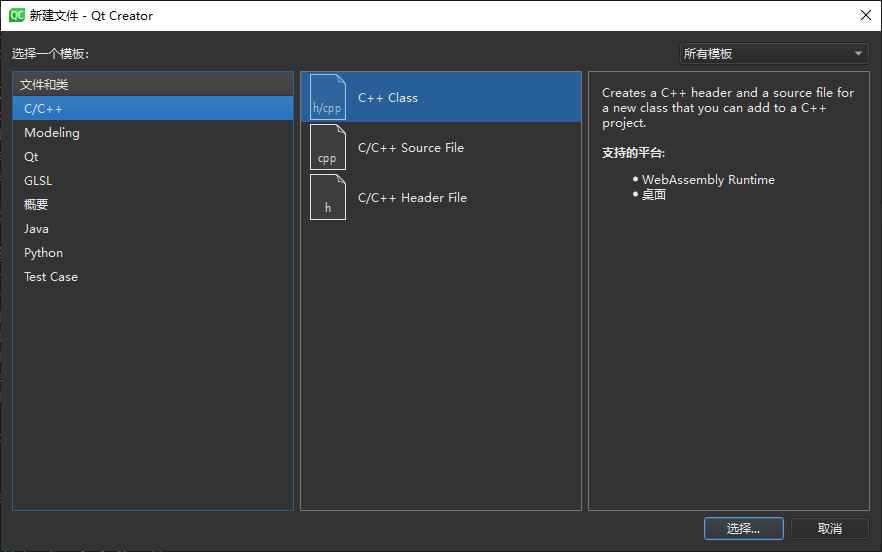 QC 新建文件 - Qt Creator
选择一个模板:
所有模板
文件和类
C/C++
Modeling
Qt
GLSL
概要
Java
Python
Test Case
h/cpp
C++ Class
cpp
C/C++ Source File
h
C/C++ Header File
Creates a C++ header and a source file for
a new class that you can add to a C++
project.
支持的平台:
• WebAssembly Runtime
• 桌面
选择...
取消